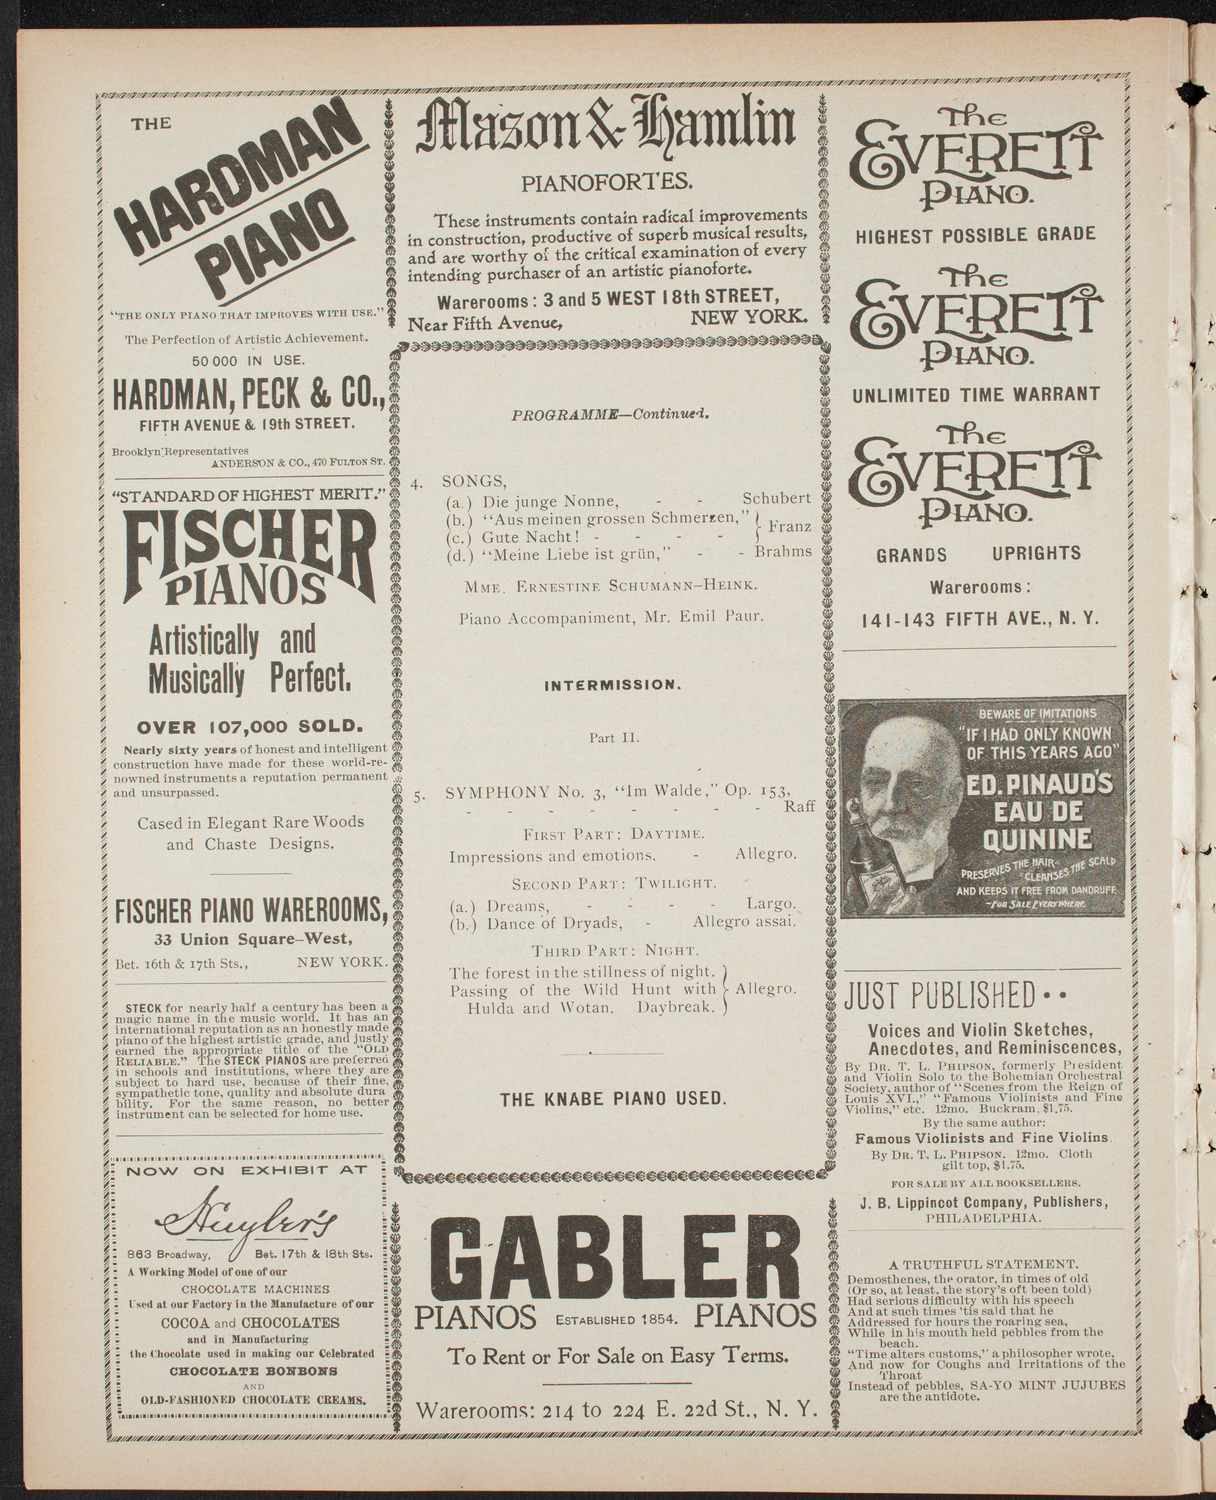 THE
HARDMAN
PIANO
"THE ONLY PIANO THAT IMPROVES WITH USE."
The Perfection of Artistic Achievement.
50 000 IN USE.
HARDMAN, PECK & CO.,
FIFTH AVENUE & 19th STREET.
Brooklyn Representatives
ANDERSON & CO., 470 FULTON ST.
"STANDARD OF HIGHEST MERIT."
FISCHER
PIANOS
Artistically and
Musically Perfect.
OVER 107,000 SOLD.
Nearly sixty years of honest and intelligent
construction have made for these world-re-
nowned instruments a reputation permanent
and unsurpassed.
Cased in Elegant Rare Woods
and Chaste Designs.
FISCHER PIANO WAREROOMS,
33 Union Square–West,
Bet. 16th & 17th Sts., NEW YORK.
STECK for nearly half a century has been a
magic name in the music world. It has an
international reputation as an honestly made
piano of the highest artistic grade, and justly
earned the appropriate title of the "OLD
RELIABLE." The STECK PIANOS are preferred
in schools and institutions, where they are
subject to hard use, because of their fine,
sympathetic tone, quality and absolute dura
bility. For the same reason, no better
instrument can be selected for home use.
NOW ON EXHIBIT AT
Huyler's
863 Broadway, Bet. 17th & 18th Sts.
A Working Model of one of our
CHOCOLATE MACHINES
Used at our Factory in the Manufacture of our
COCOA and CHOCOLATES
and in Manufacturing
the Chocolate used in making our Celebrated
CHOCOLATE BONBONS
AND
OLD-FASHIONED CHOCOLATE CREAMS.
Mason & Hamlin
PIANOFORTES.
These instruments contain radical improvements
in construction, productive of superb musical results,
and are worthy of the critical examination of every
intending purchaser of an artistic pianoforte.
Warerooms: 3 and 5 WEST 18th STREET,
Near Fifth Avenue, NEW YORK.
PROGRAMME—Continued.
4. SONGS,
(a.) Die junge Nonne, - - Schubert
(b.) "Aus meinen grossen Schmerzen," } Franz
(c.) Gute Nacht! - - - -
(d.) "Meine Liebe ist grün," - - Brahms
MME. ERNESTINE SCHUMANN–HEINK.
Piano Accompaniment, Mr. Emil Paur.
INTERMISSION.
Part II.
5. SYMPHONY No. 3, "Im Walde," Op. 153,
- - - - - - - Raff
FIRST PART: DAYTIME.
Impressions and emotions. - Allegro.
SECOND PART: TWILIGHT.
(a.) Dreams, - - - - Largo.
(b.) Dance of Dryads, - Allegro assai.
THIRD PART: NIGHT.
The forest in the stillness of night.
Passing of the Wild Hunt with } Allegro.
Hulda and Wotan. Daybreak.
THE KNABE PIANO USED.
GABLER
PIANOS ESTABLISHED 1854. PIANOS
To Rent or For Sale on Easy Terms.
Warerooms: 214 to 224 E. 22d St., N. Y.
The
EVERETT
PIANO.
HIGHEST POSSIBLE GRADE
The
EVERETT
PIANO.
UNLIMITED TIME WARRANT
The
EVERETT
PIANO.
GRANDS UPRIGHTS
Warerooms:
141-143 FIFTH AVE., N. Y.
BEWARE OF IMITATIONS
"IF I HAD ONLY KNOWN
OF THIS YEARS AGO"
ED. PINAUD'S
EAU DE
QUININE
PRESERVES THE HAIR
CLEANSES THE SCALP
AND KEEPS IT FREE FROM DANDRUFF
~FOR SALE EVERYWHERE.
JUST PUBLISHED••
Voices and Violin Sketches,
Anecdotes, and Reminiscences,
By DR. T. L. PHIPSON, formerly President
and Violin Solo to the Bohemian Orchestral
Society, author of "Scenes from the Reign of
Louis XVI.," "Famous Violinists and Fine
Violins," etc. 12mo. Buckram, $1.75.
By the same author:
Famous Violinists and Fine Violins.
By DR. T. L. PHIPSON. 12mo. Cloth
gilt top, $1.75.
FOR SALE BY ALL BOOKSELLERS.
J. B. Lippincot Company, Publishers,
PHILADELPHIA.
A TRUTHFUL STATEMENT.
Demosthenes, the orator, in times of old
(Or so, at least, the story's oft been told)
Had serious difficulty with his speech
And at such times 'tis said that he
Addressed for hours the roaring sea,
While in his mouth held pebbles from the
beach.
"Time alters customs," a philosopher wrote,
And now for Coughs and Irritations of the
Throat
Instead of pebbles, SA-YO MINT JUJUBES
are the antidote.